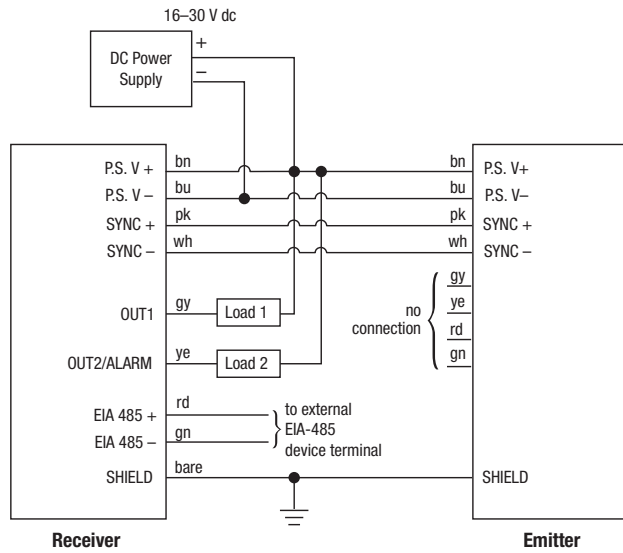 16–30 V dc
DC Power
Supply
+
–
P.S. V +
bn
bn
P.S. V+
P.S. V –
bu
bu
P.S. V–
SYNC +
pk
pk
SYNC +
SYNC –
wh
wh
SYNC –
OUT1
gy
Load 1
OUT2/ALARM
ye
Load 2
no
connection
gy
ye
rd
gn
EIA 485 +
rd
EIA 485 –
gn
to external
EIA-485
device terminal
SHIELD
bare
SHIELD
Receiver
Emitter